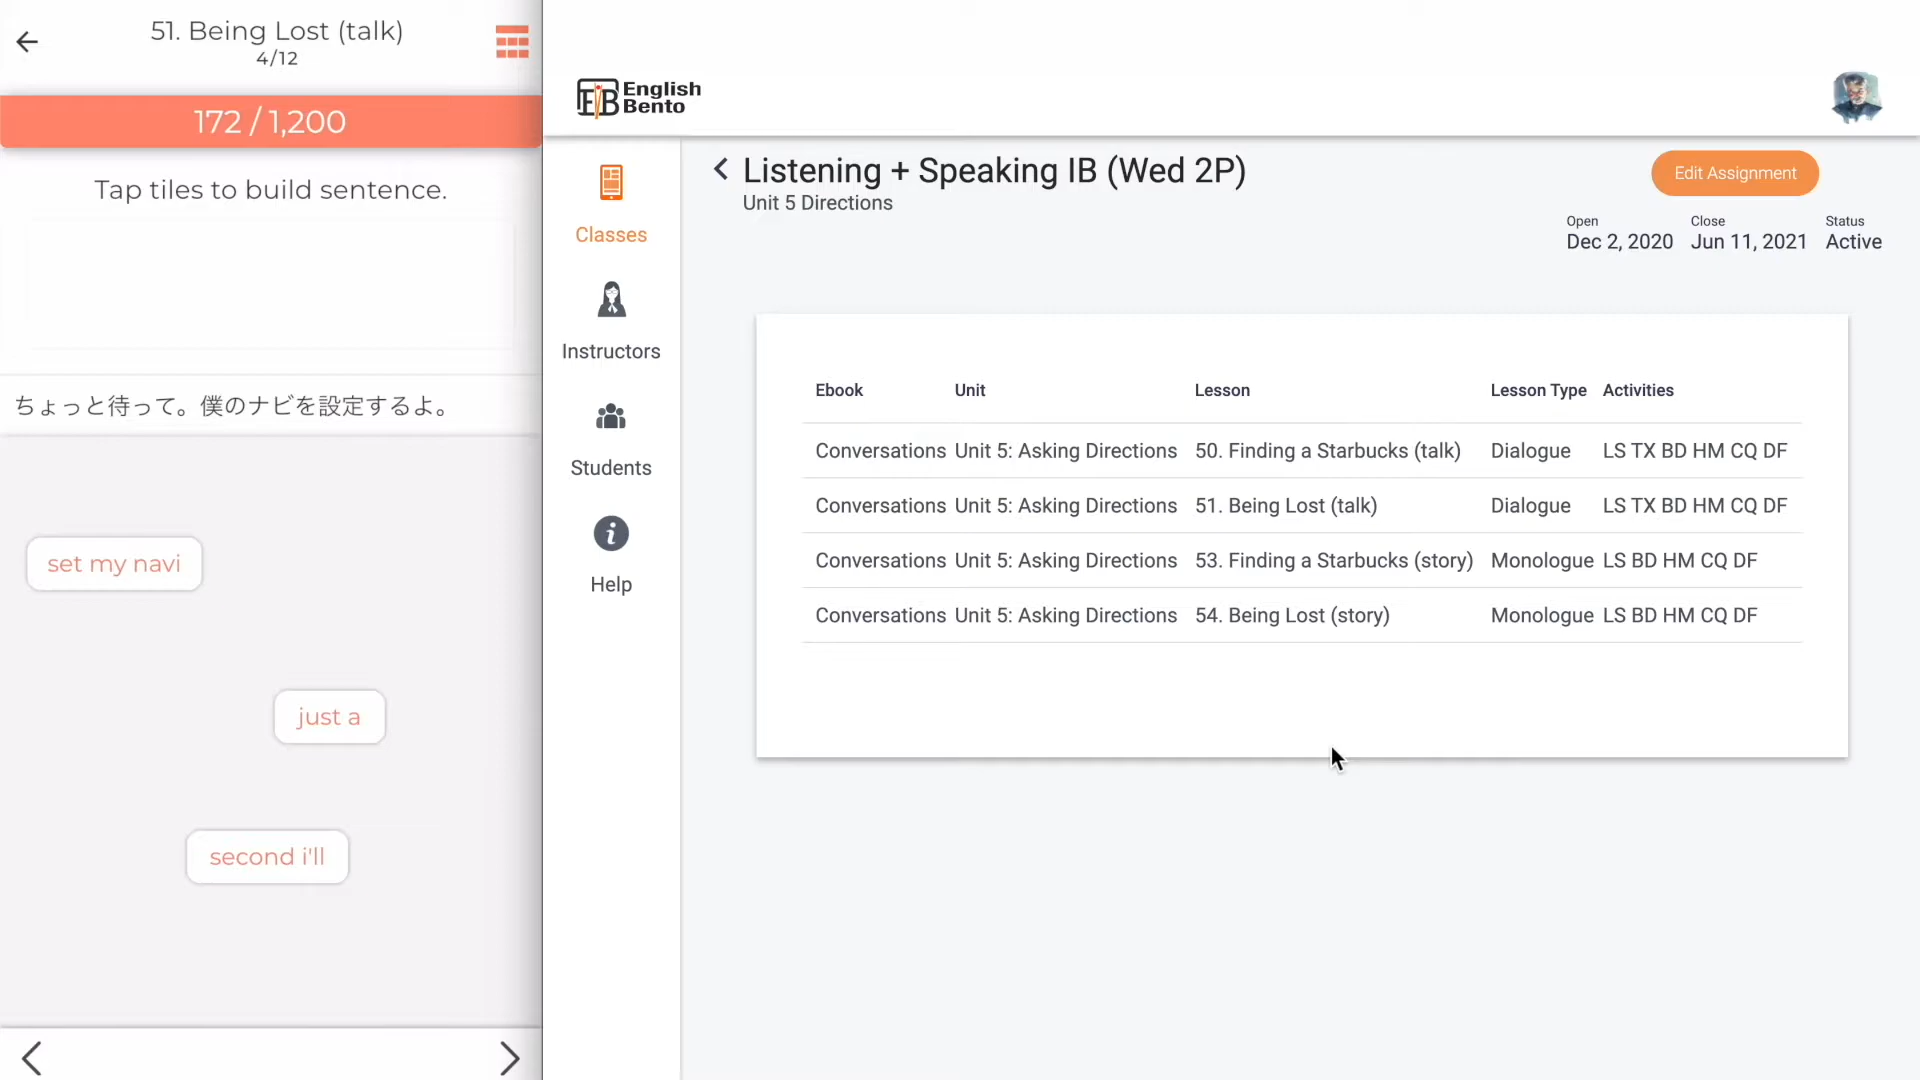 51. Being Lost (talk)
4/12
172 / 1,200
Tap tiles to build sentence.
ちょっと待って。僕のナビを設定するよ。
set my navi
just a
second i'll
EB English
Bento
Classes
Instructors
Students
Help
Listening + Speaking IB (Wed 2P)
Unit 5 Directions
Edit Assignment
Open Close Status
Dec 2, 2020 Jun 11, 2021 Active
Ebook Unit Lesson Lesson Type Activities
Conversations Unit 5: Asking Directions 50. Finding a Starbucks (talk) Dialogue LS TX BD HM CQ DF
Conversations Unit 5: Asking Directions 51. Being Lost (talk) Dialogue LS TX BD HM CQ DF
Conversations Unit 5: Asking Directions 53. Finding a Starbucks (story) Monologue LS BD HM CQ DF
Conversations Unit 5: Asking Directions 54. Being Lost (story) Monologue LS BD HM CQ DF